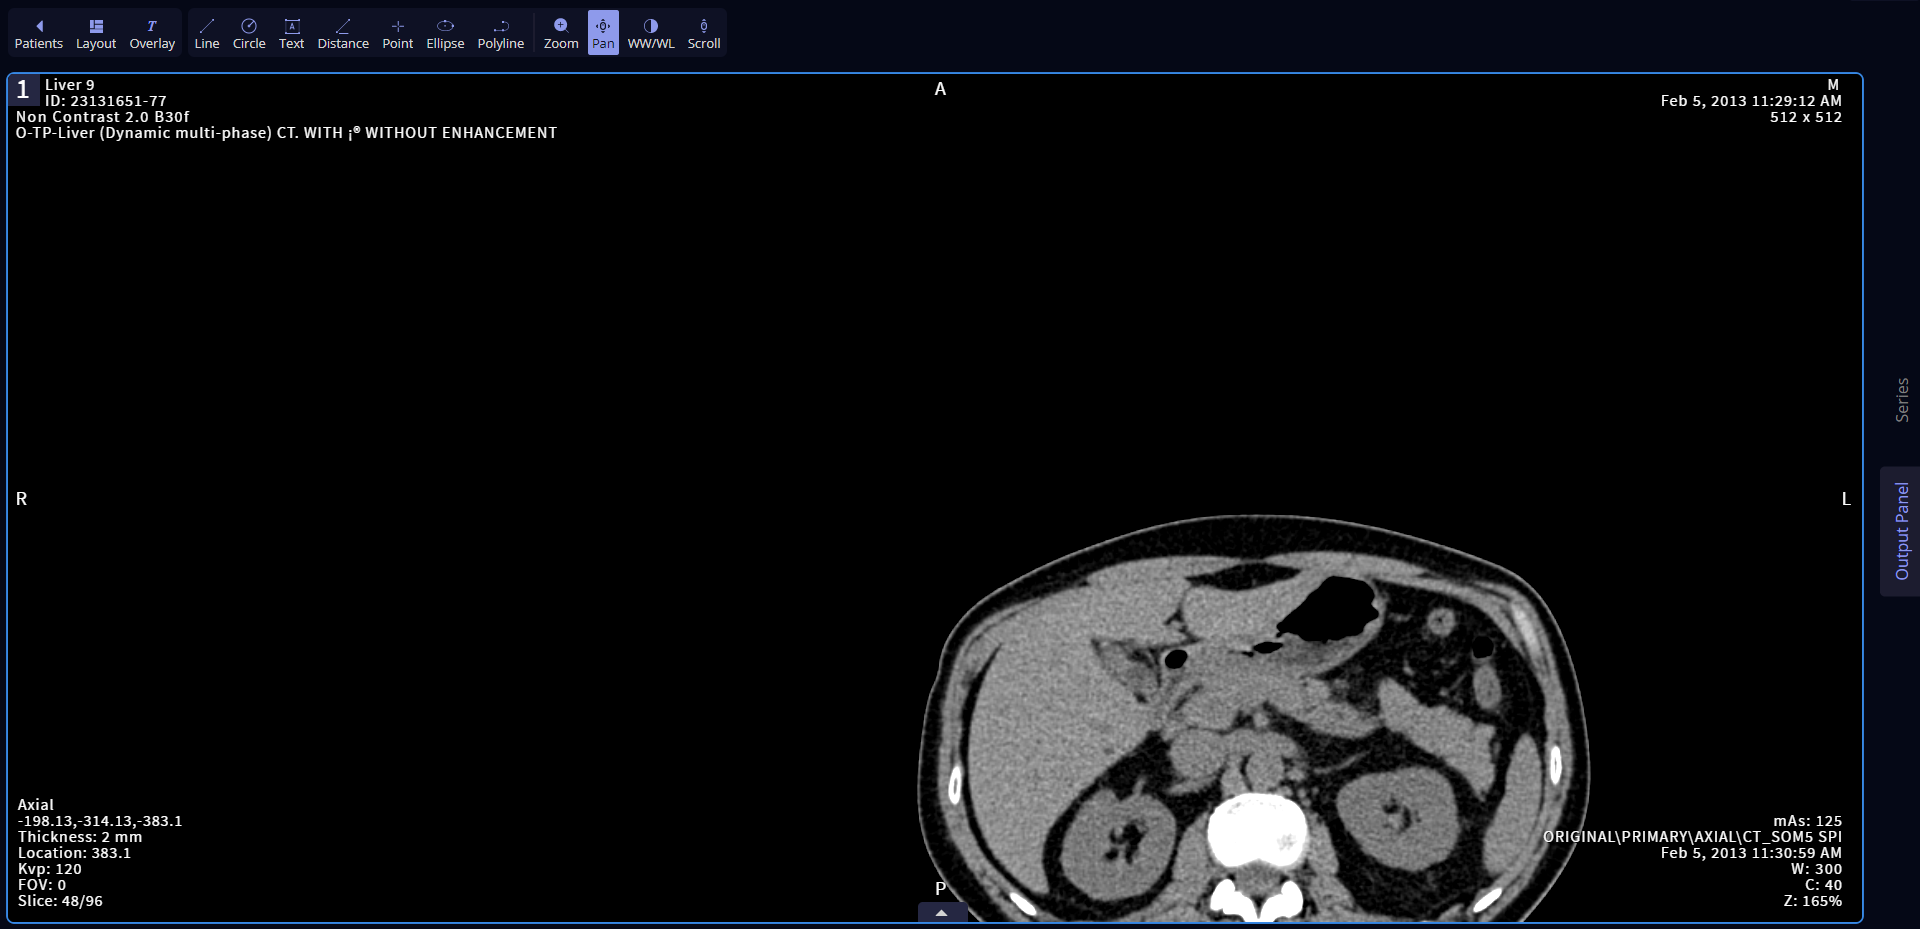 Patients Layout Overlay Line Circle Text Distance Point Ellipse Polyline Zoom Pan WW/WL Scroll
1
Liver 9
ID: 23131651-77
Non Contrast 2.0 B30f
O-TP-Liver (Dynamic multi-phase) CT. WITH ¡® WITHOUT ENHANCEMENT
A
M
Feb 5, 2013 11:29:12 AM
512 x 512
R
L
Series
Output Panel
Axial
-198.13,-314.13,-383.1
Thickness: 2 mm
Location: 383.1
Kvp: 120
FOV: 0
Slice: 48/96
P
mAs: 125
ORIGINAL\PRIMARY\AXIAL\CT_SOM5 SPI
Feb 5, 2013 11:30:59 AM
W: 300
C: 40
Z: 165%